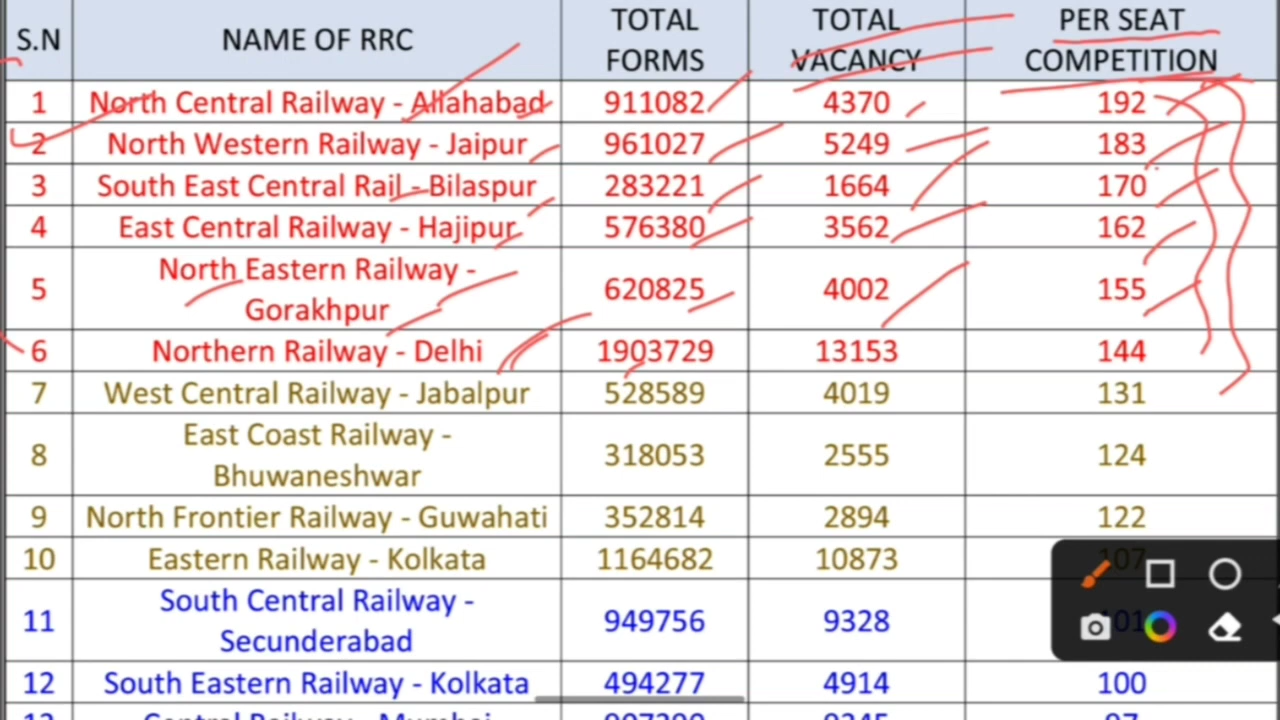 S.N NAME OF RRC TOTAL FORMS TOTAL VACANCY PER SEAT COMPETITION
1 North Central Railway - Allahabad 911082 4370 192
2 North Western Railway - Jaipur 961027 5249 183
3 South East Central Rail - Bilaspur 283221 1664 170
4 East Central Railway - Hajipur 576380 3562 162
5 North Eastern Railway - Gorakhpur 620825 4002 155
6 Northern Railway - Delhi 1903729 13153 144
7 West Central Railway - Jabalpur 528589 4019 131
8 East Coast Railway - Bhuwaneshwar 318053 2555 124
9 North Frontier Railway - Guwahati 352814 2894 122
10 Eastern Railway - Kolkata 1164682 10873 107
11 South Central Railway - Secunderabad 949756 9328
12 South Eastern Railway - Kolkata 494277 4914 100